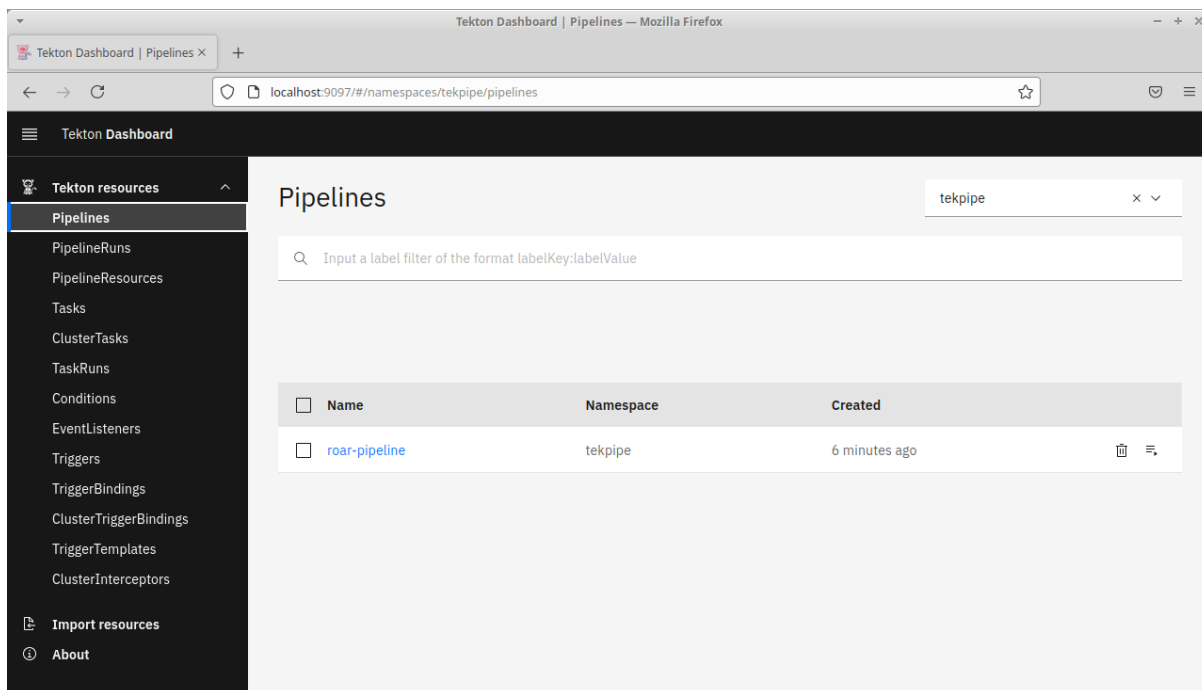 Tekton Dashboard | Pipelines — Mozilla Firefox
Tekton Dashboard | Pipelines
localhost:9097/#/namespaces/tekpipe/pipelines
Tekton Dashboard
Tekton resources
Pipelines
PipelineRuns
PipelineResources
Tasks
ClusterTasks
TaskRuns
Conditions
EventListeners
Triggers
TriggerBindings
ClusterTriggerBindings
TriggerTemplates
ClusterInterceptors
Import resources
About
Pipelines
tekpipe
Input a label filter of the format labelKey:labelValue
Name Namespace Created
roar-pipeline tekpipe 6 minutes ago